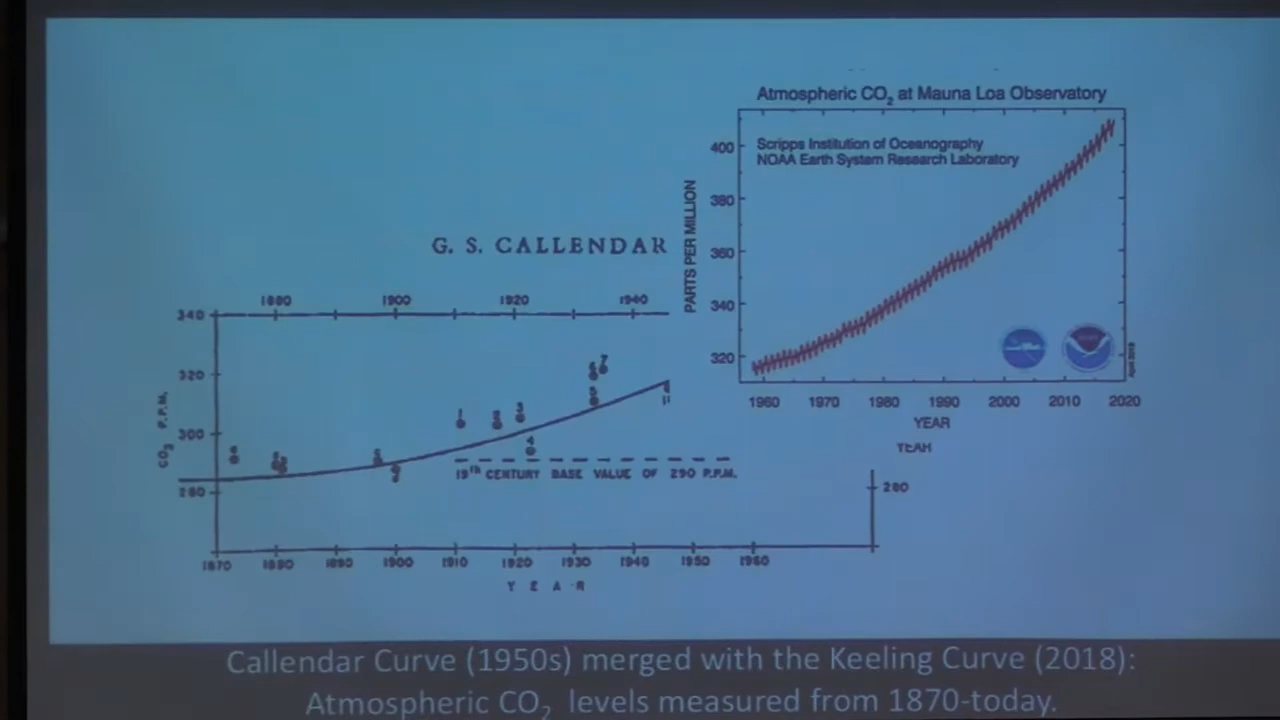 Atmospheric CO₂ at Mauna Loa Observatory
Scripps Institution of Oceanography
NOAA Earth System Research Laboratory
400
380
360
340
320
PARTS PER MILLION
1960 1970 1980 1990 2000 2010 2020
YEAR
YEAR
G. S. CALLENDAR
1880 1900 1920 1940
340
320
300
280
CO₂ P.P.M.
19TH CENTURY BASE VALUE OF 290 P.P.M.
280
1870 1880 1890 1900 1910 1920 1930 1940 1950 1960
YEAR
Callendar Curve (1950s) merged with the Keeling Curve (2018):
Atmospheric CO₂ levels measured from 1870-today.